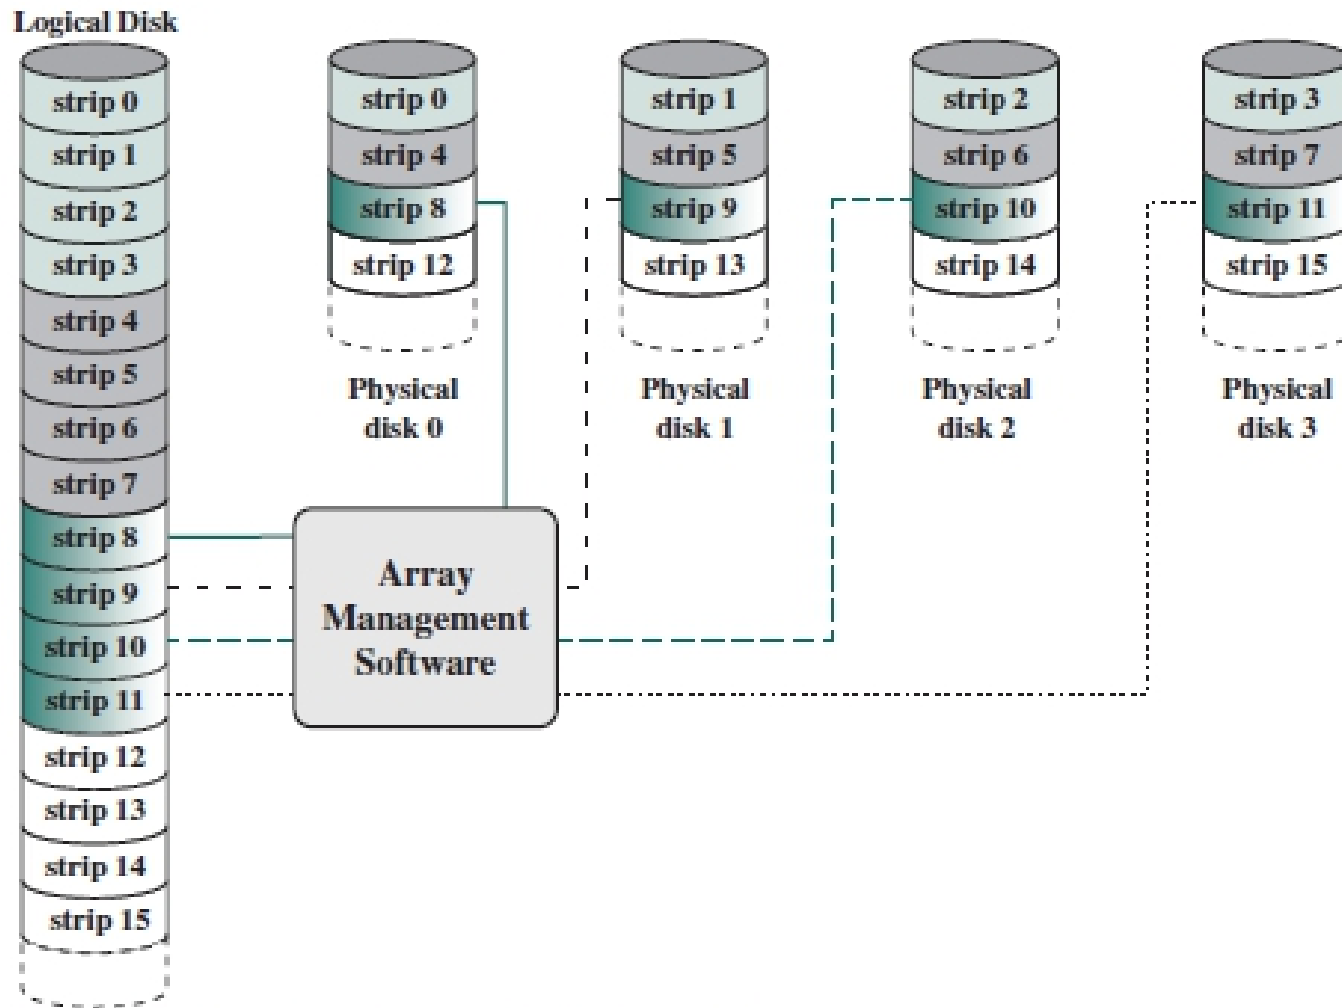 Logical Disk
strip 0
strip 1
strip 2
strip 3
strip 4
strip 5
strip 6
strip 7
strip 8
strip 9
strip 10
strip 11
strip 12
strip 13
strip 14
strip 15
strip 0
strip 4
strip 8
strip 12
Physical
disk 0
strip 1
strip 5
strip 9
strip 13
Physical
disk 1
strip 2
strip 6
strip 10
strip 14
Physical
disk 2
strip 3
strip 7
strip 11
strip 15
Physical
disk 3
Array
Management
Software